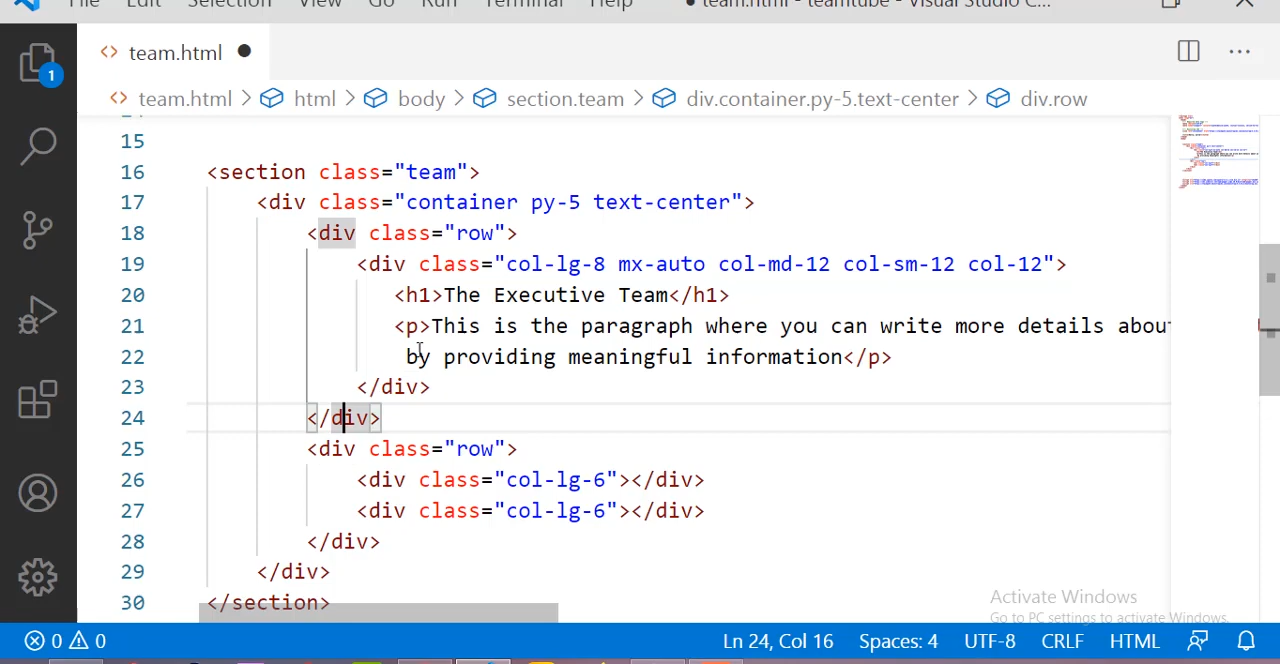 File Edit Selection View Go Run Terminal Help ● team.html - teamtube - Visual Studio C...
<> team.html ●
1
<> team.html > html > body > section.team > div.container.py-5.text-center > div.row
15
16 <section class="team">
17 <div class="container py-5 text-center">
18 <div class="row">
19 <div class="col-lg-8 mx-auto col-md-12 col-sm-12 col-12">
20 <h1>The Executive Team</h1>
21 <p>This is the paragraph where you can write more details about
22 by providing meaningful information</p>
23 </div>
24 </div>
25 <div class="row">
26 <div class="col-lg-6"></div>
27 <div class="col-lg-6"></div>
28 </div>
29 </div>
30 </section>
Activate Windows
Go to PC settings to activate Windows.
0 0 Ln 24, Col 16 Spaces: 4 UTF-8 CRLF HTML